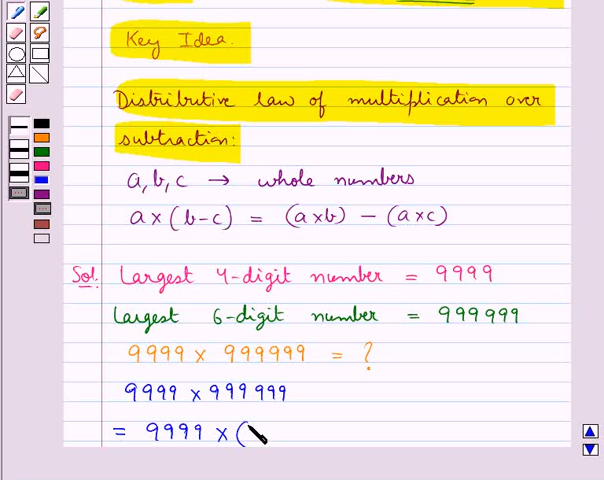 Key Idea.
Distributive law of multiplication over
subtraction:
a, b, c → whole numbers
a × (b - c) = (a × b) - (a × c)
Sol: Largest 4-digit number = 9999
Largest 6-digit number = 999999
9999 × 999999 = ?
9999 × 999999
= 9999 × (